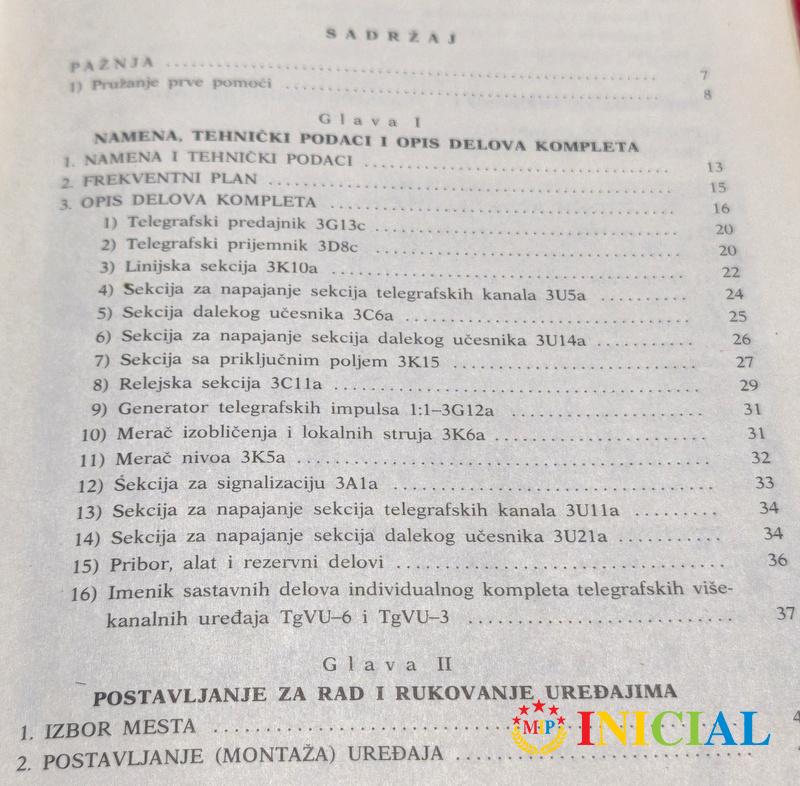 SADRŽAJ
PAŽNJA ........ 7
1) Pružanje prve pomoći ........ 8
Glava I
NAMENA, TEHNIČKI PODACI I OPIS DELOVA KOMPLETA
1. NAMENA I TEHNIČKI PODACI ........ 13
2. FREKVENTNI PLAN ........ 15
3. OPIS DELOVA KOMPLETA ........ 16
1) Telegrafski predajnik 3G13c ........ 20
2) Telegrafski prijemnik 3D8c ........ 20
3) Linijska sekcija 3K10a ........ 22
4) Sekcija za napajanje sekcija telegrafskih kanala 3U5a ........ 24
5) Sekcija dalekog učesnika 3C6a ........ 25
6) Sekcija za napajanje sekcija dalekog učesnika 3U14a ........ 26
7) Sekcija sa priključnim poljem 3K15 ........ 27
8) Relejska sekcija 3C11a ........ 29
9) Generator telegrafskih impulsa 1:1–3G12a ........ 31
10) Merač izobličenja i lokalnih struja 3K6a ........ 31
11) Merač nivoa 3K5a ........ 32
12) Sekcija za signalizaciju 3A1a ........ 33
13) Sekcija za napajanje sekcija telegrafskih kanala 3U11a ........ 34
14) Sekcija za napajanje sekcija dalekog učesnika 3U21a ........ 34
15) Pribor, alat i rezervni delovi ........ 36
16) Imenik sastavnih delova individualnog kompleta telegrafskih više-
kanalnih uređaja TgVU–6 i TgVU–3 ........ 37
Glava II
POSTAVLJANJE ZA RAD I RUKOVANJE UREĐAJIMA
1. IZBOR MESTA ........ 4
2. POSTAVLJANJE (MONTAŽA) UREĐAJA ........
MIP INICIAL